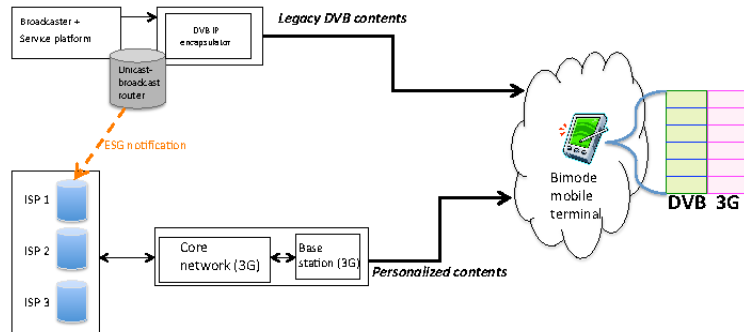 Broadcaster +
Service platform
DVB IP
encapsulator
Legacy DVB contents
Unicast-
broadcast
router
ESG notification
ISP 1
ISP 2
ISP 3
Core
network (3G)
Base
station (3G)
Personalized contents
Bimode
mobile
terminal
DVB 3G